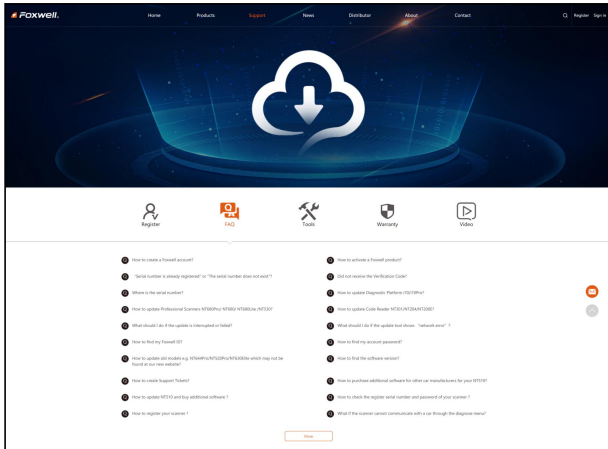 Foxwell.
Home Products Support News Distributor About Contact Register Sign in
Register FAQ Tools Warranty Video
How to create a Foxwell account?
How to activate a Foxwell product?
"Serial number is already registered" or "The serial number does not exist"?
Did not receive the Verification Code?
Where is the serial number?
How to update Diagnostic Platform i70II/79Pro?
How to update Professional Scanners NT680Pro/ NT680/ NT680Lite /NT530?
How to update Code Reader NT301/NT204/NT2000?
What should I do if the update is interrupted or failed?
What should I do if the update tool shows "network error" ?
How to find my Foxwell ID?
How to find my account password?
How to update old models e.g. NT644Pro/NT520Pro/NT630Elite which may not be
found at our new website?
How to find the software version?
How to create Support Tickets?
How to purchase additional software for other car manufacturers for your NT510?
How to update NT510 and buy additional software ?
How to check the register serial number and password of your scanner ?
How to register your scanner ?
What if the scanner cannot communicate with a car through the diagnose menu?